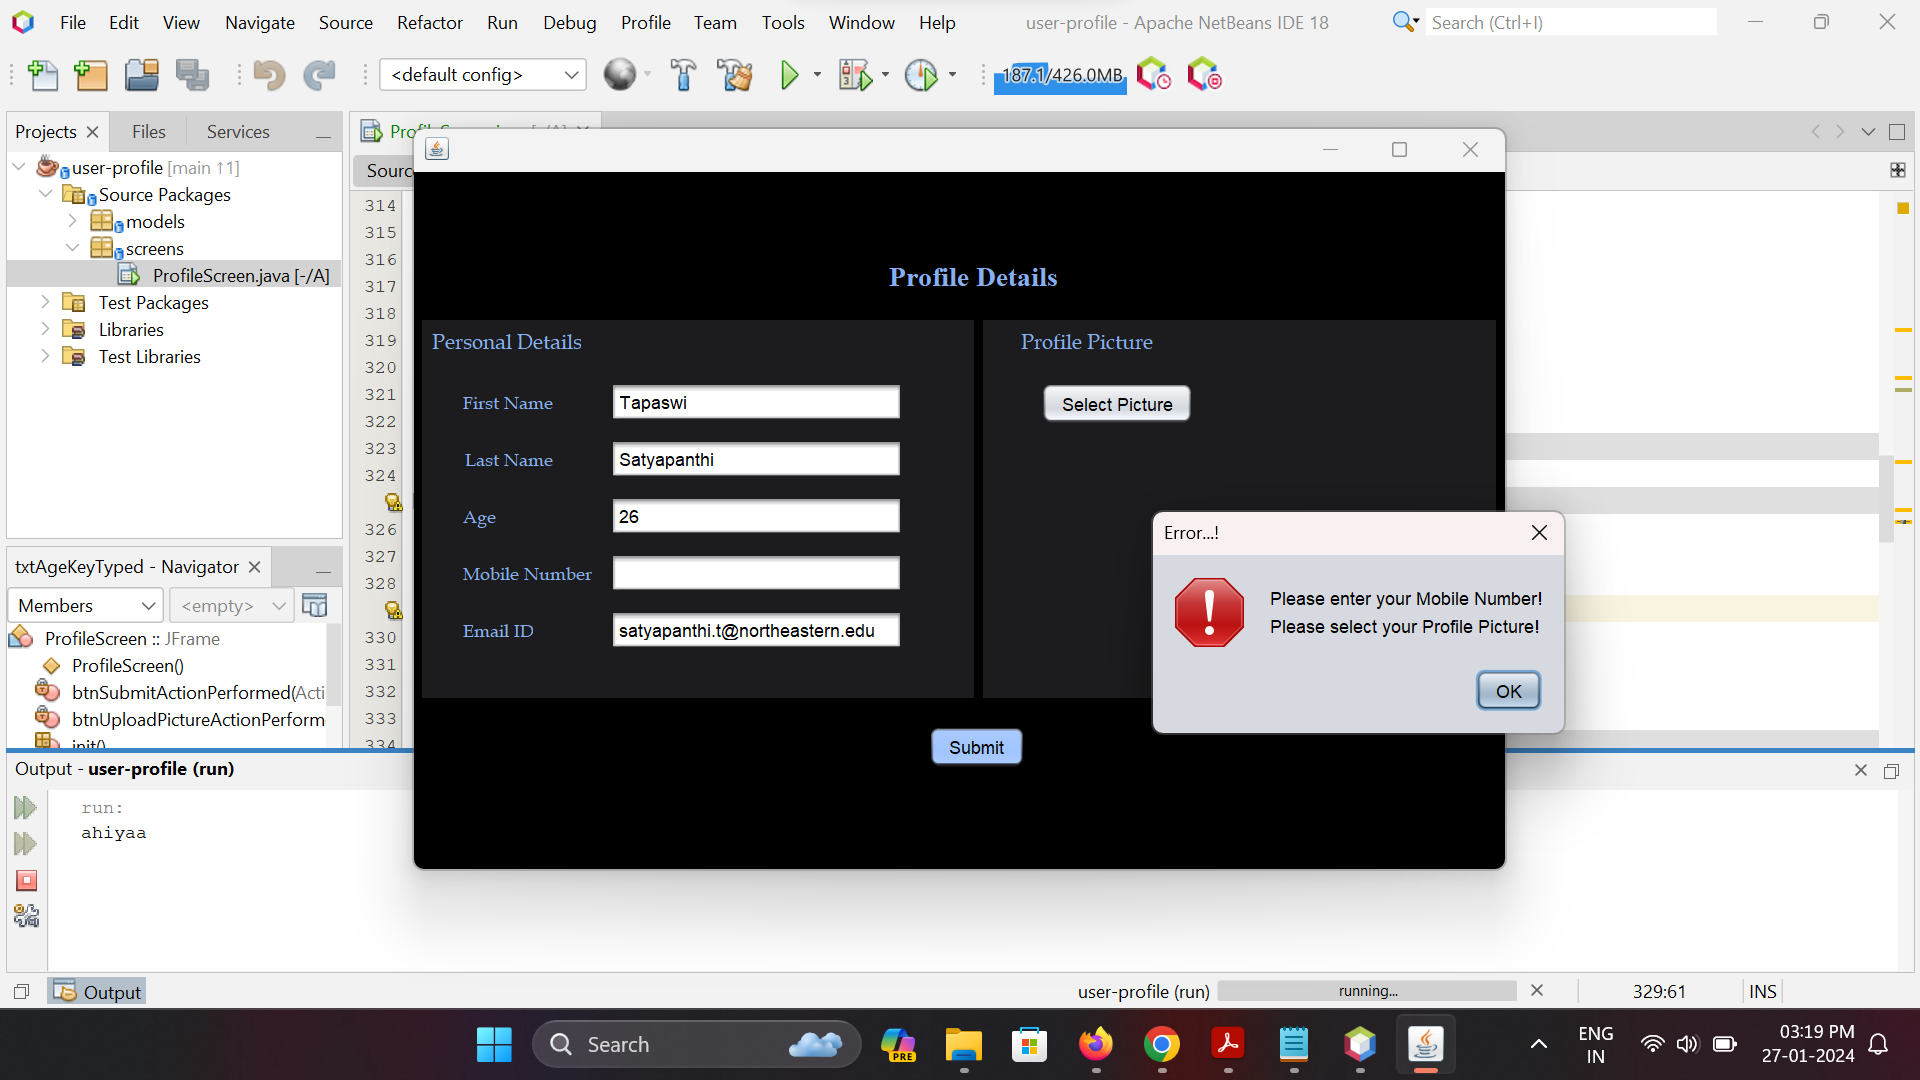 File Edit View Navigate Source Refactor Run Debug Profile Team Tools Window Help
user-profile - Apache NetBeans IDE 18
Search (Ctrl+I)
<default config>
187.1/426.0MB
Projects Files Services
user-profile [main ↑1]
Source Packages
models
screens
ProfileScreen.java [-/A]
Test Packages
Libraries
Test Libraries
Sourc
314
315
316
317
318
319
320
321
322
323
324
326
327
328
330
331
332
333
334
Profile Details
Personal Details
First Name Tapaswi
Last Name Satyapanthi
Age 26
Mobile Number
Email ID satyapanthi.t@northeastern.edu
Profile Picture
Select Picture
Submit
Error...!
Please enter your Mobile Number!
Please select your Profile Picture!
OK
txtAgeKeyTyped - Navigator
Members <empty>
ProfileScreen :: JFrame
ProfileScreen()
btnSubmitActionPerformed(Acti
btnUploadPictureActionPerform
init()
Output - user-profile (run)
run:
ahiyaa
Output
user-profile (run) running...
329:61 INS
Search
PRE
ENG
IN
03:19 PM
27-01-2024